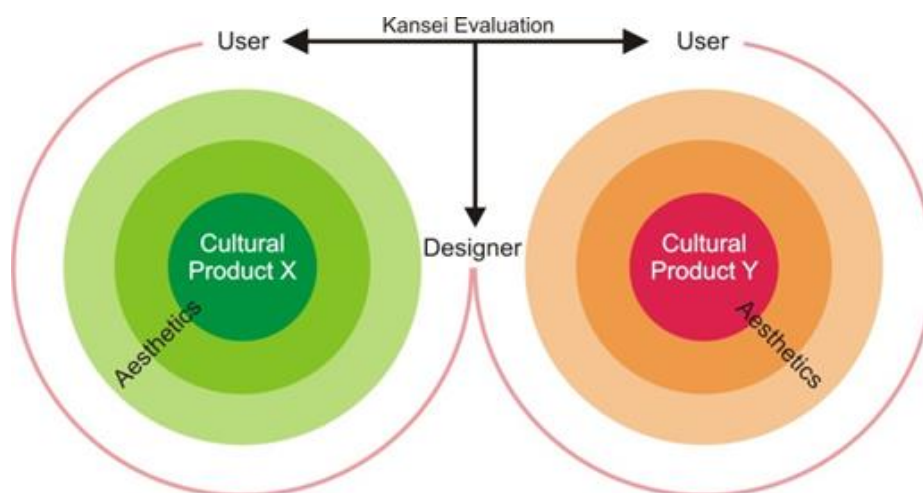 Kansei Evaluation
User
User
Designer
Cultural
Product X
Cultural
Product Y
Aesthetics
Aesthetics